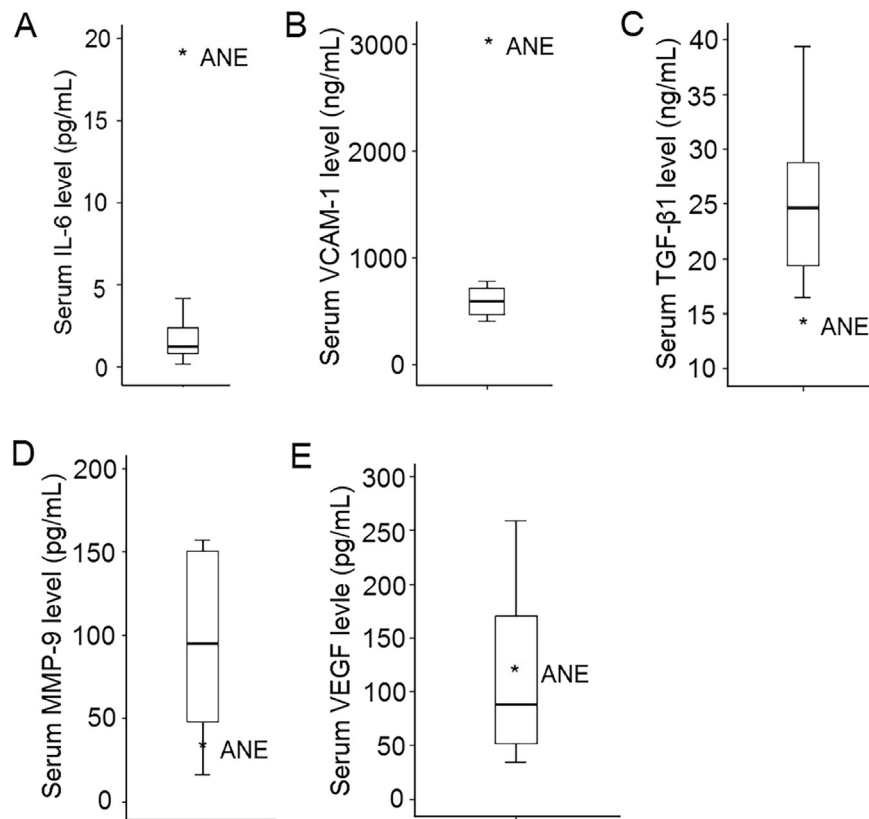 A
Serum IL-6 level (pg/mL)
20
15
10
5
0
* ANE
B
Serum VCAM-1 level (ng/mL)
3000
2000
1000
0
* ANE
C
Serum TGF-β1 level (ng/mL)
40
35
30
25
20
15
10
* ANE
D
Serum MMP-9 level (pg/mL)
200
150
100
50
0
* ANE
E
Serum VEGF levle (pg/mL)
300
250
200
150
100
50
0
* ANE